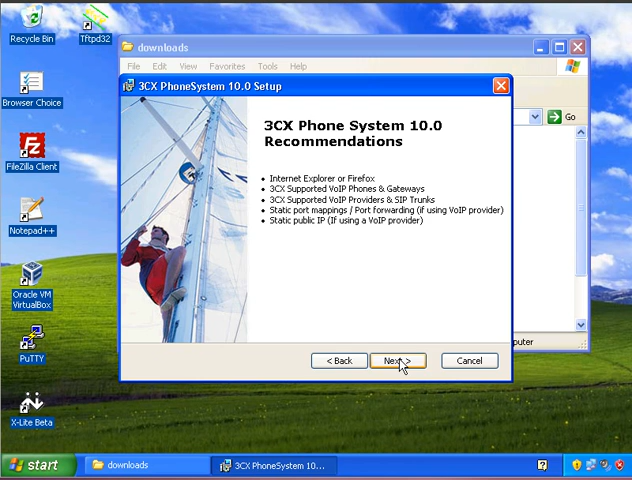 Recycle Bin
Tftpd32
Browser Choice
FileZilla Client
Notepad++
Oracle VM
VirtualBox
PuTTY
X-Lite Beta
downloads
File Edit View Favorites Tools Help
Go
3CX PhoneSystem 10.0 Setup
3CX Phone System 10.0
Recommendations
Internet Explorer or Firefox
3CX Supported VoIP Phones & Gateways
3CX Supported VoIP Providers & SIP Trunks
Static port mappings / Port forwarding (if using VoIP provider)
Static public IP (If using a VoIP provider)
< Back
Next >
Cancel
puter
start
downloads
3CX PhoneSystem 10...